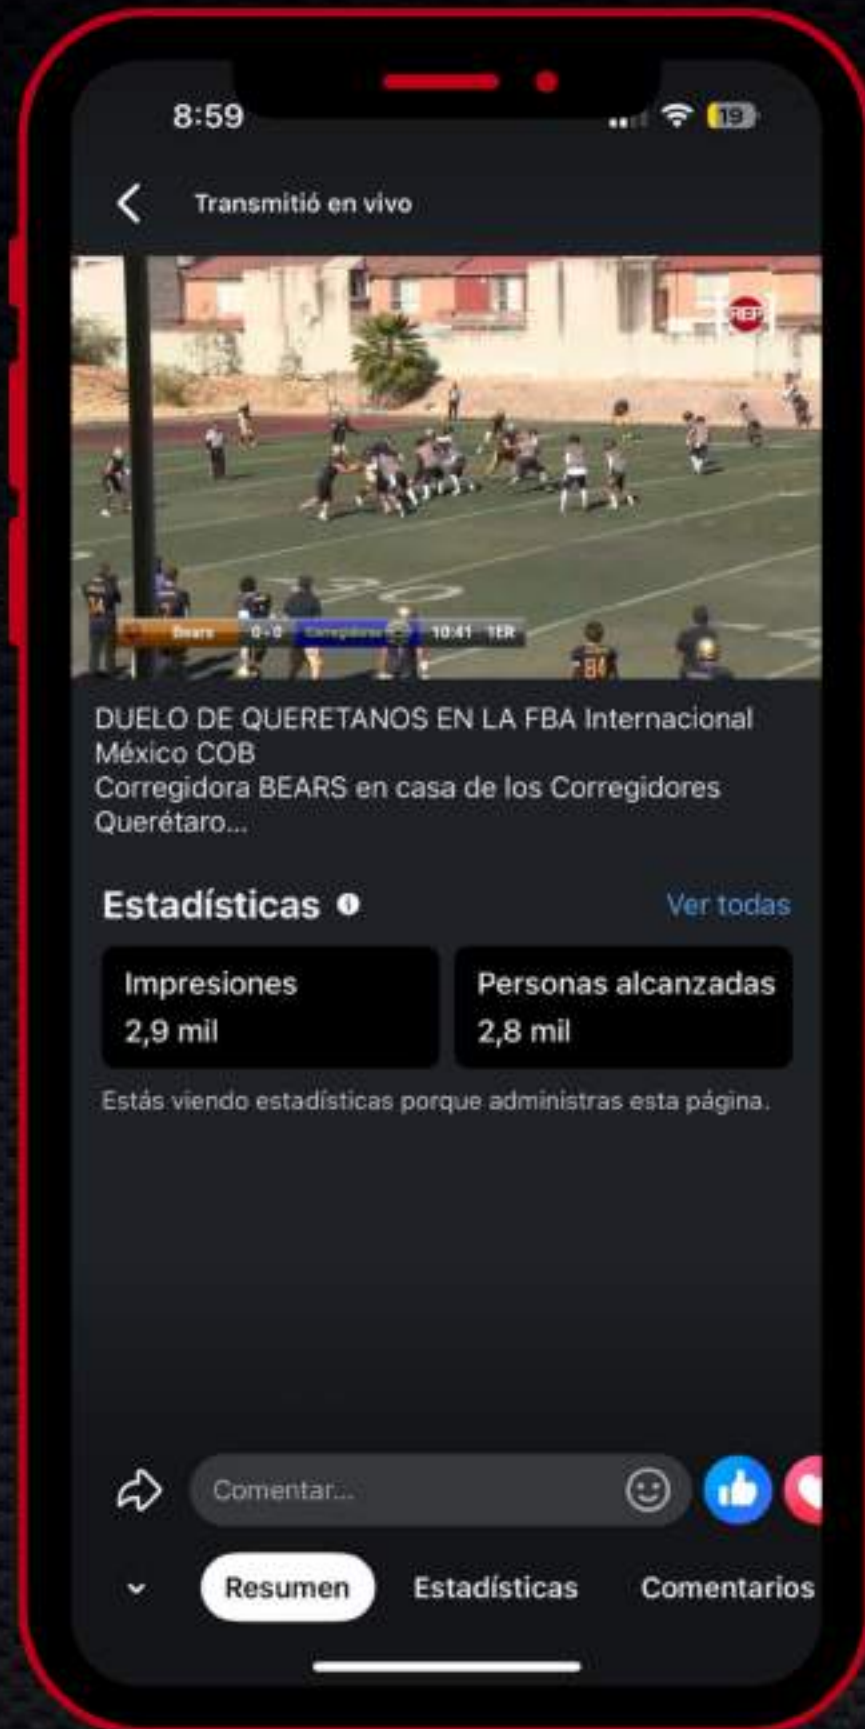 8:59
19
Transmitió en vivo
REP
Bears 0-0 Corregidores 10:41 1ER
84
DUELO DE QUERETANOS EN LA FBA Internacional
México COB
Corregidora BEARS en casa de los Corregidores
Querétaro...
Estadísticas
Ver todas
Impresiones
2,9 mil
Personas alcanzadas
2,8 mil
Estás viendo estadísticas porque administras esta página.
Comentar...
Resumen
Estadísticas
Comentarios